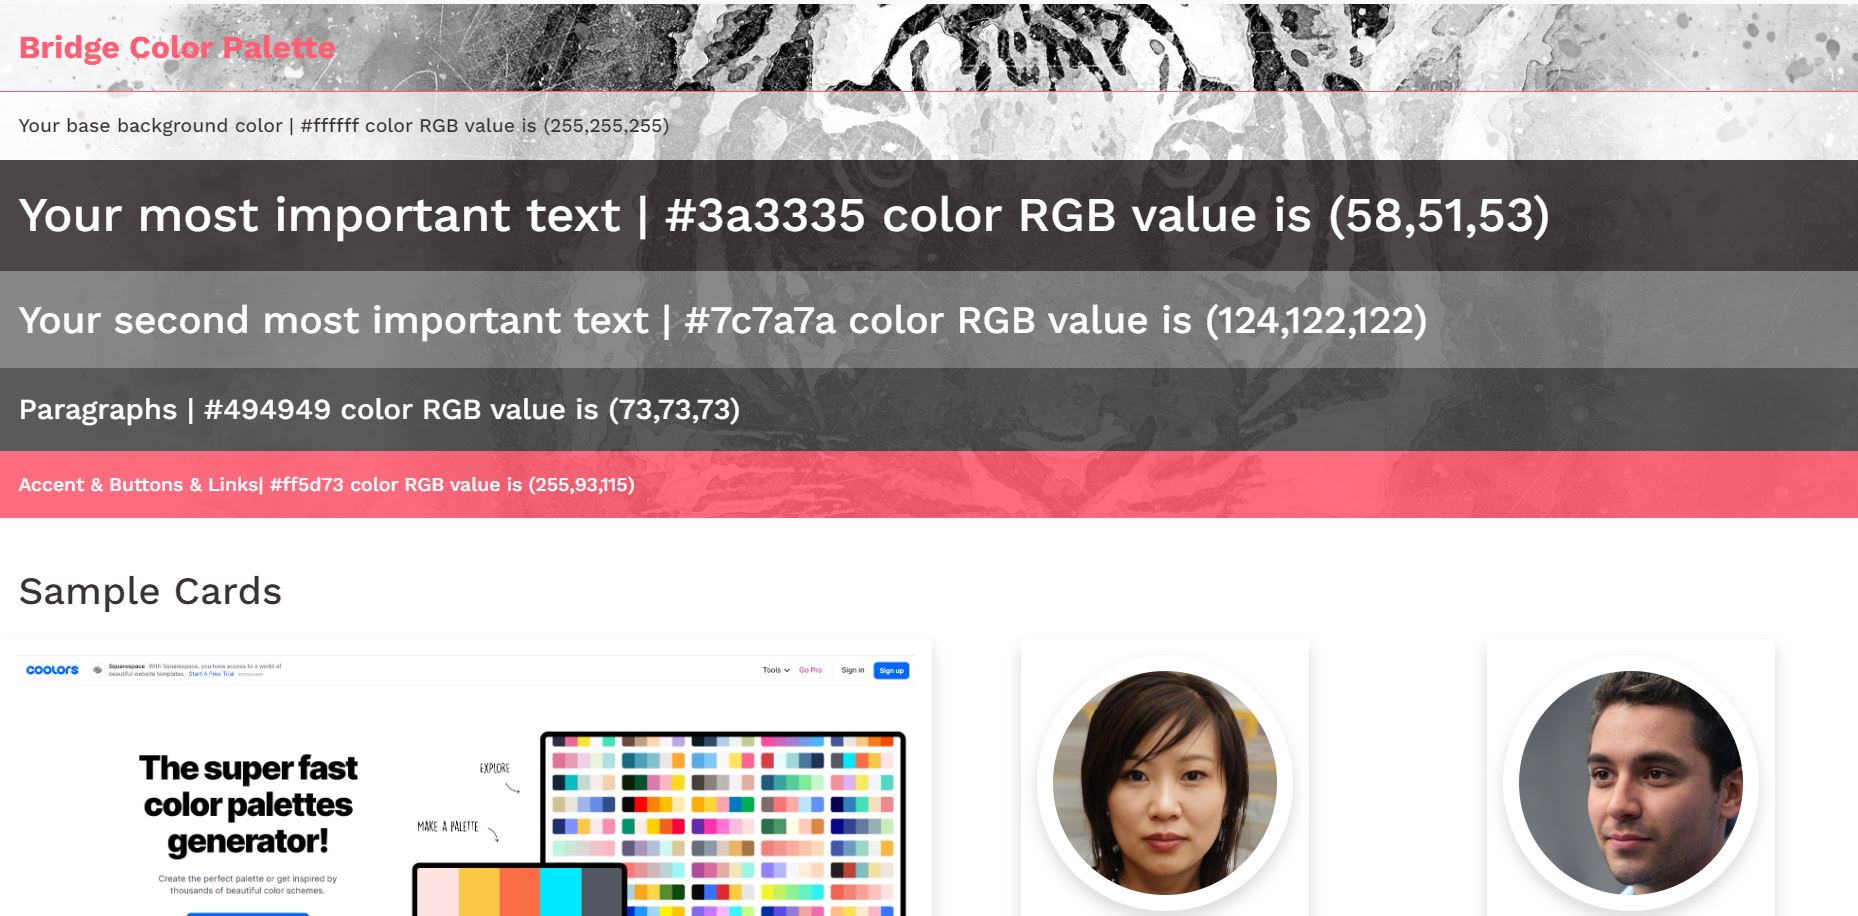 Bridge Color Palette
Your base background color | #ffffff color RGB value is (255,255,255)
Your most important text | #3a3335 color RGB value is (58,51,53)
Your second most important text | #7c7a7a color RGB value is (124,122,122)
Paragraphs | #494949 color RGB value is (73,73,73)
Accent & Buttons & Links| #ff5d73 color RGB value is (255,93,115)
Sample Cards
coolors
Squarespace With Squarespace, you have access to a world of
beautiful website templates. Start A Free Trial
Tools
Go Pro
Sign in
Sign up
The super fast
color palettes
generator!
Create the perfect palette or get inspired by
thousands of beautiful color schemes.
EXPLORE
MAKE A PALETTE